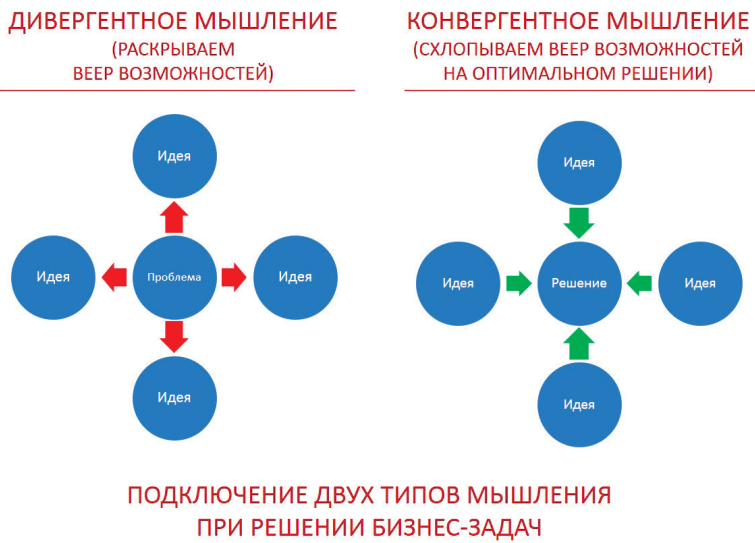 ДИВЕРГЕНТНОЕ МЫШЛЕНИЕ
(РАСКРЫВАЕМ
ВЕЕР ВОЗМОЖНОСТЕЙ)
Идея
Идея
Проблема
Идея
Идея
КОНВЕРГЕНТНОЕ МЫШЛЕНИЕ
(СХЛОПЫВАЕМ ВЕЕР ВОЗМОЖНОСТЕЙ
НА ОПТИМАЛЬНОМ РЕШЕНИИ)
Идея
Идея
Решение
Идея
Идея
ПОДКЛЮЧЕНИЕ ДВУХ ТИПОВ МЫШЛЕНИЯ
ПРИ РЕШЕНИИ БИЗНЕС-ЗАДАЧ